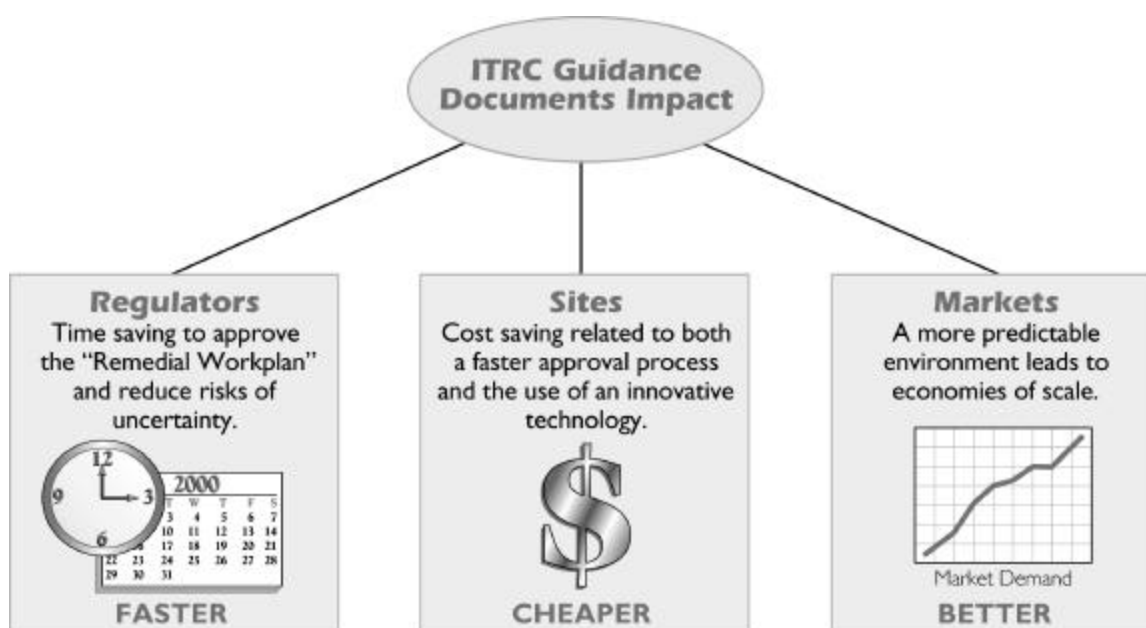 ITRC Guidance
Documents Impact
Regulators
Time saving to approve
the “Remedial Workplan”
and reduce risks of
uncertainty.
12
9
3
6
2000
T W T F S
3 4 5 6 7
10 11 12 13 14
17 18 19 20 21
22 23 24 25 26 27 28
29 30 31
FASTER
Sites
Cost saving related to both
a faster approval process
and the use of an innovative
technology.
$
CHEAPER
Markets
A more predictable
environment leads to
economies of scale.
Market Demand
BETTER